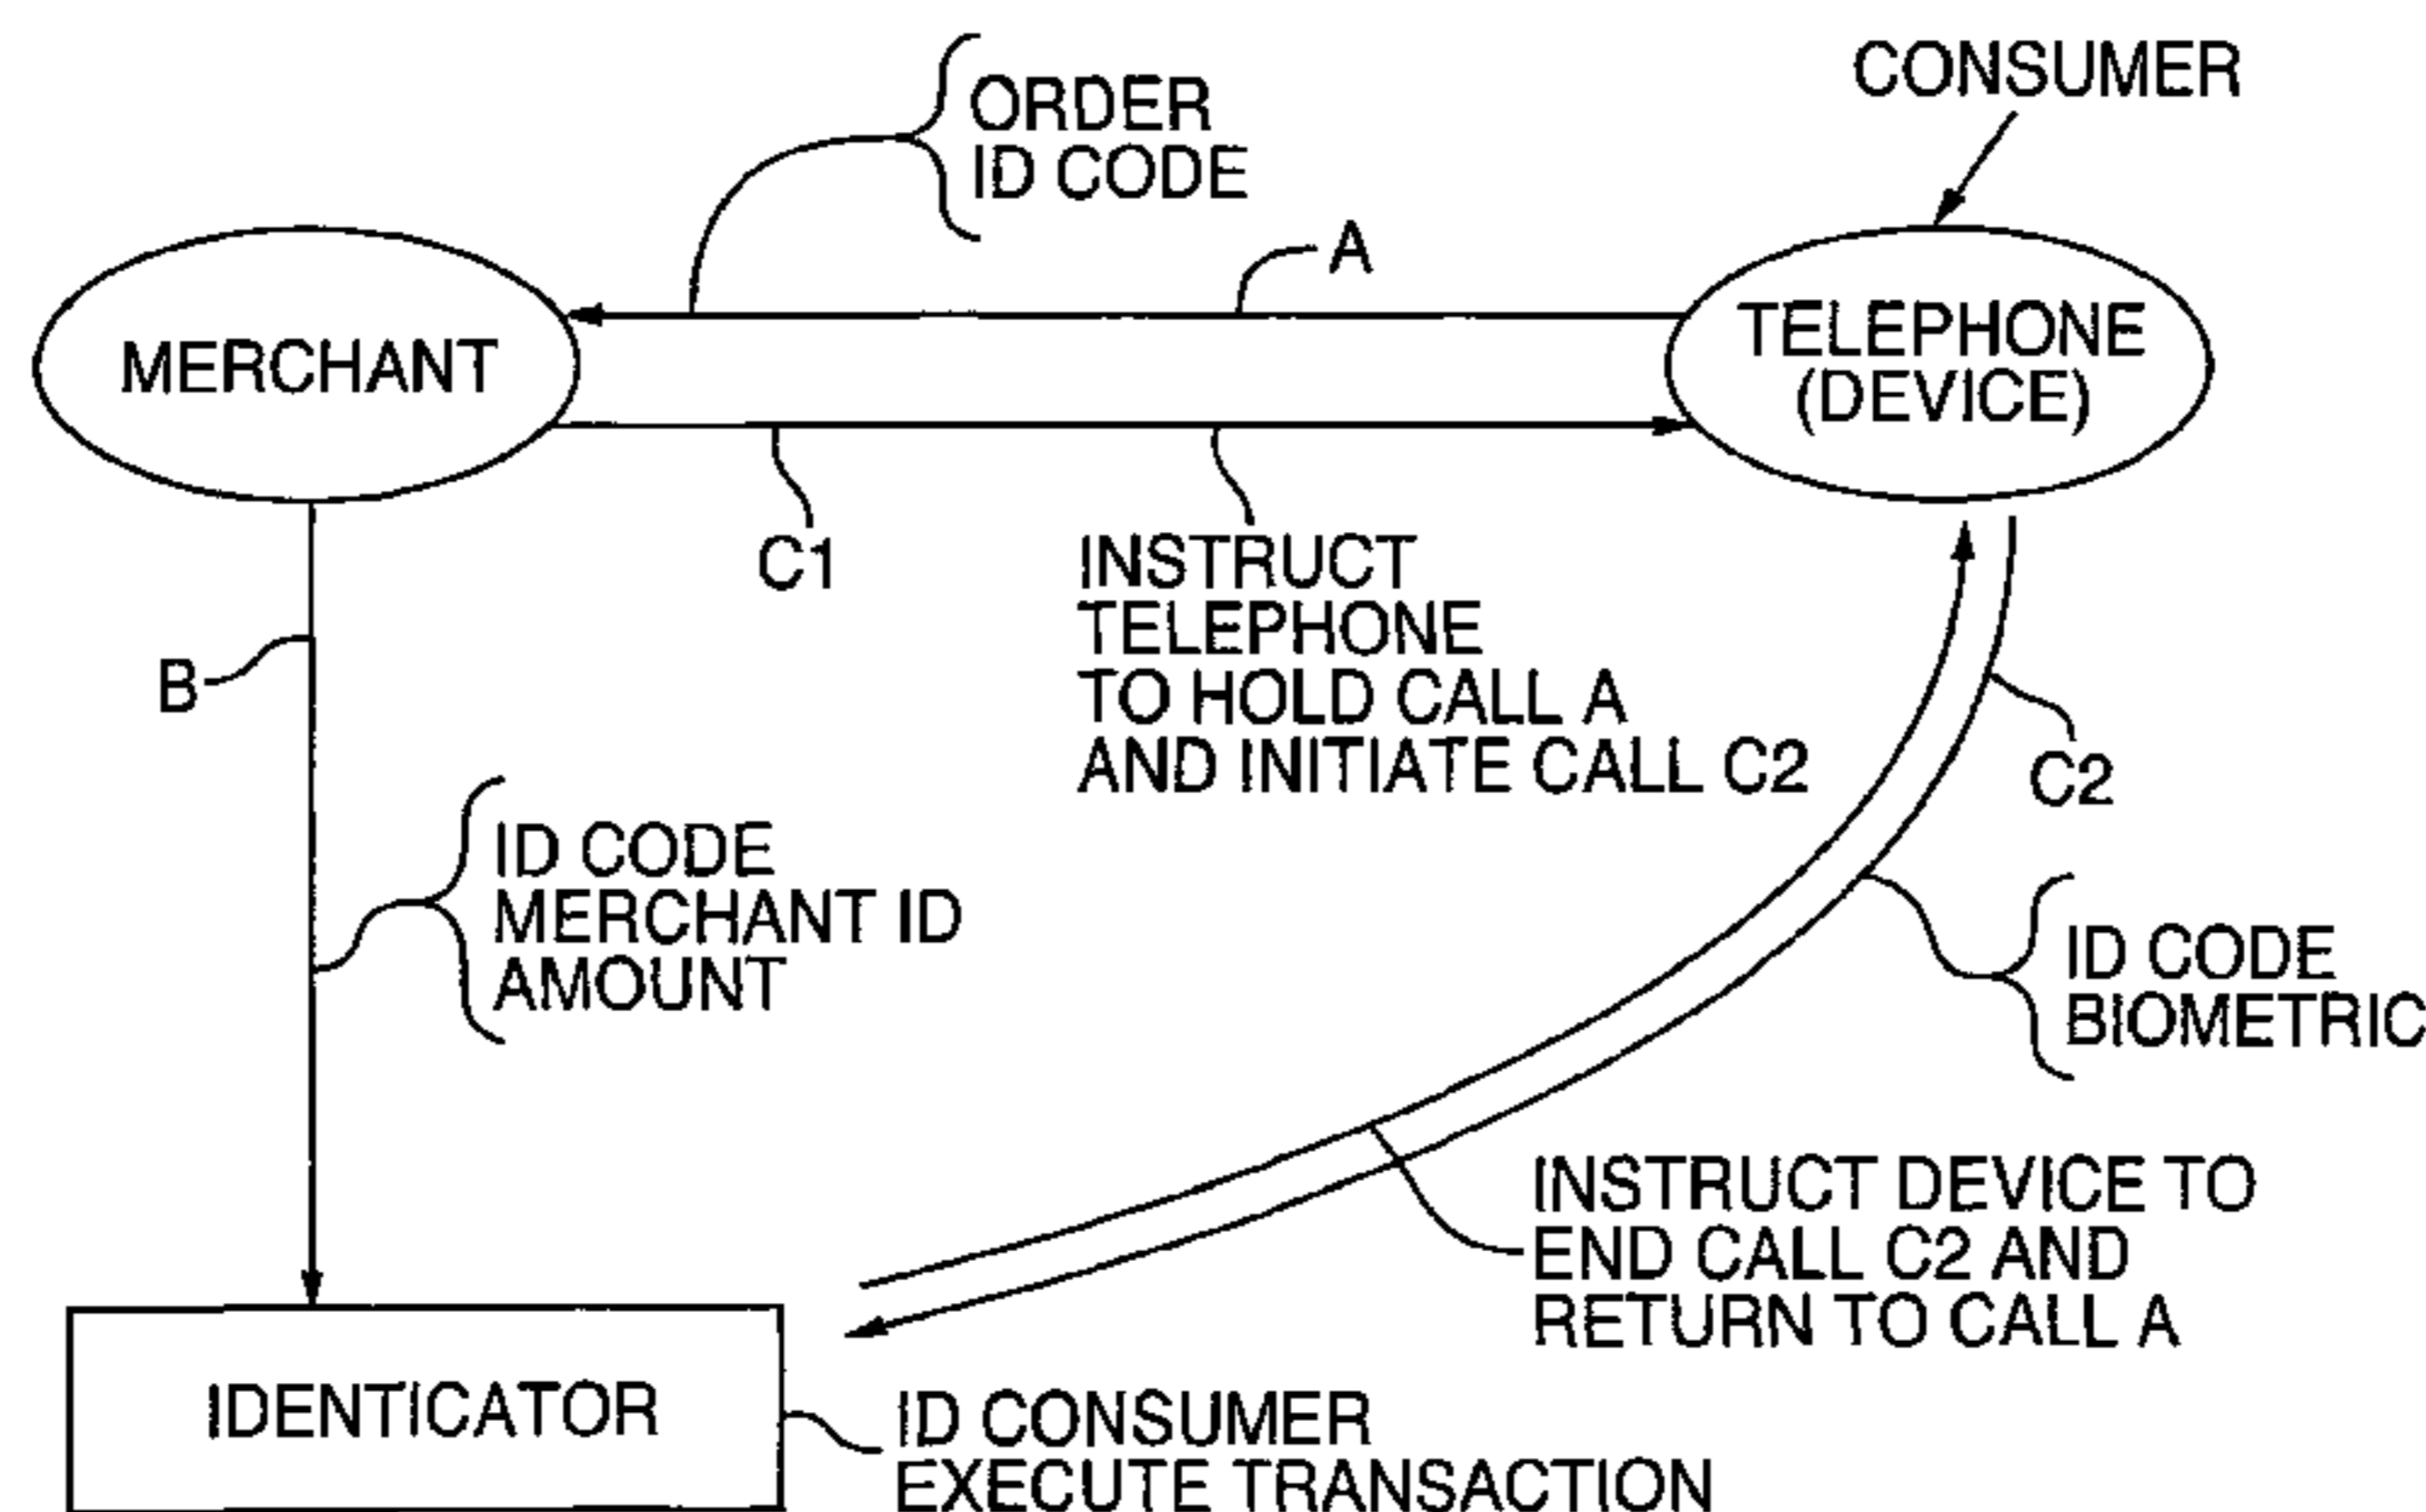 ORDER
ID CODE
CONSUMER
A
MERCHANT
TELEPHONE
(DEVICE)
C1
INSTRUCT
TELEPHONE
TO HOLD CALL A
AND INITIATE CALL C2
B
C2
ID CODE
MERCHANT ID
AMOUNT
ID CODE
BIOMETRIC
INSTRUCT DEVICE TO
END CALL C2 AND
RETURN TO CALL A
IDENTICATOR
ID CONSUMER
EXECUTE TRANSACTION